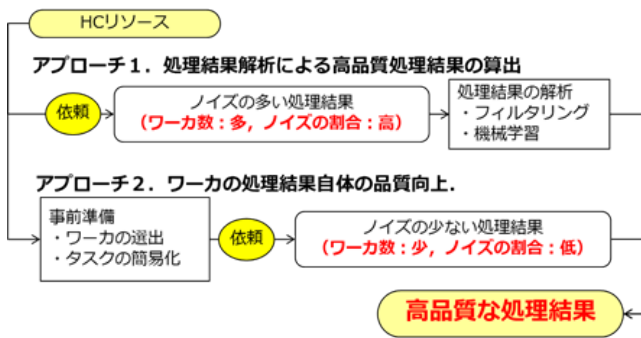 HCリソース
アプローチ１．処理結果解析による高品質処理結果の算出
依頼
ノイズの多い処理結果
（ワーカ数：多，ノイズの割合：高）
処理結果の解析
・フィルタリング
・機械学習
アプローチ２．ワーカの処理結果自体の品質向上．
事前準備
・ワーカの選出
・タスクの簡易化
依頼
ノイズの少ない処理結果
（ワーカ数：少，ノイズの割合：低）
高品質な処理結果